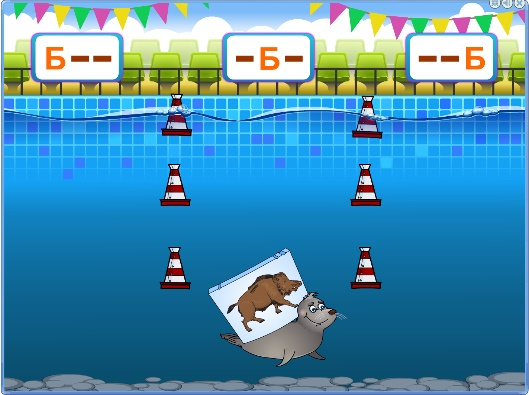 Б – –
– Б –
– – Б